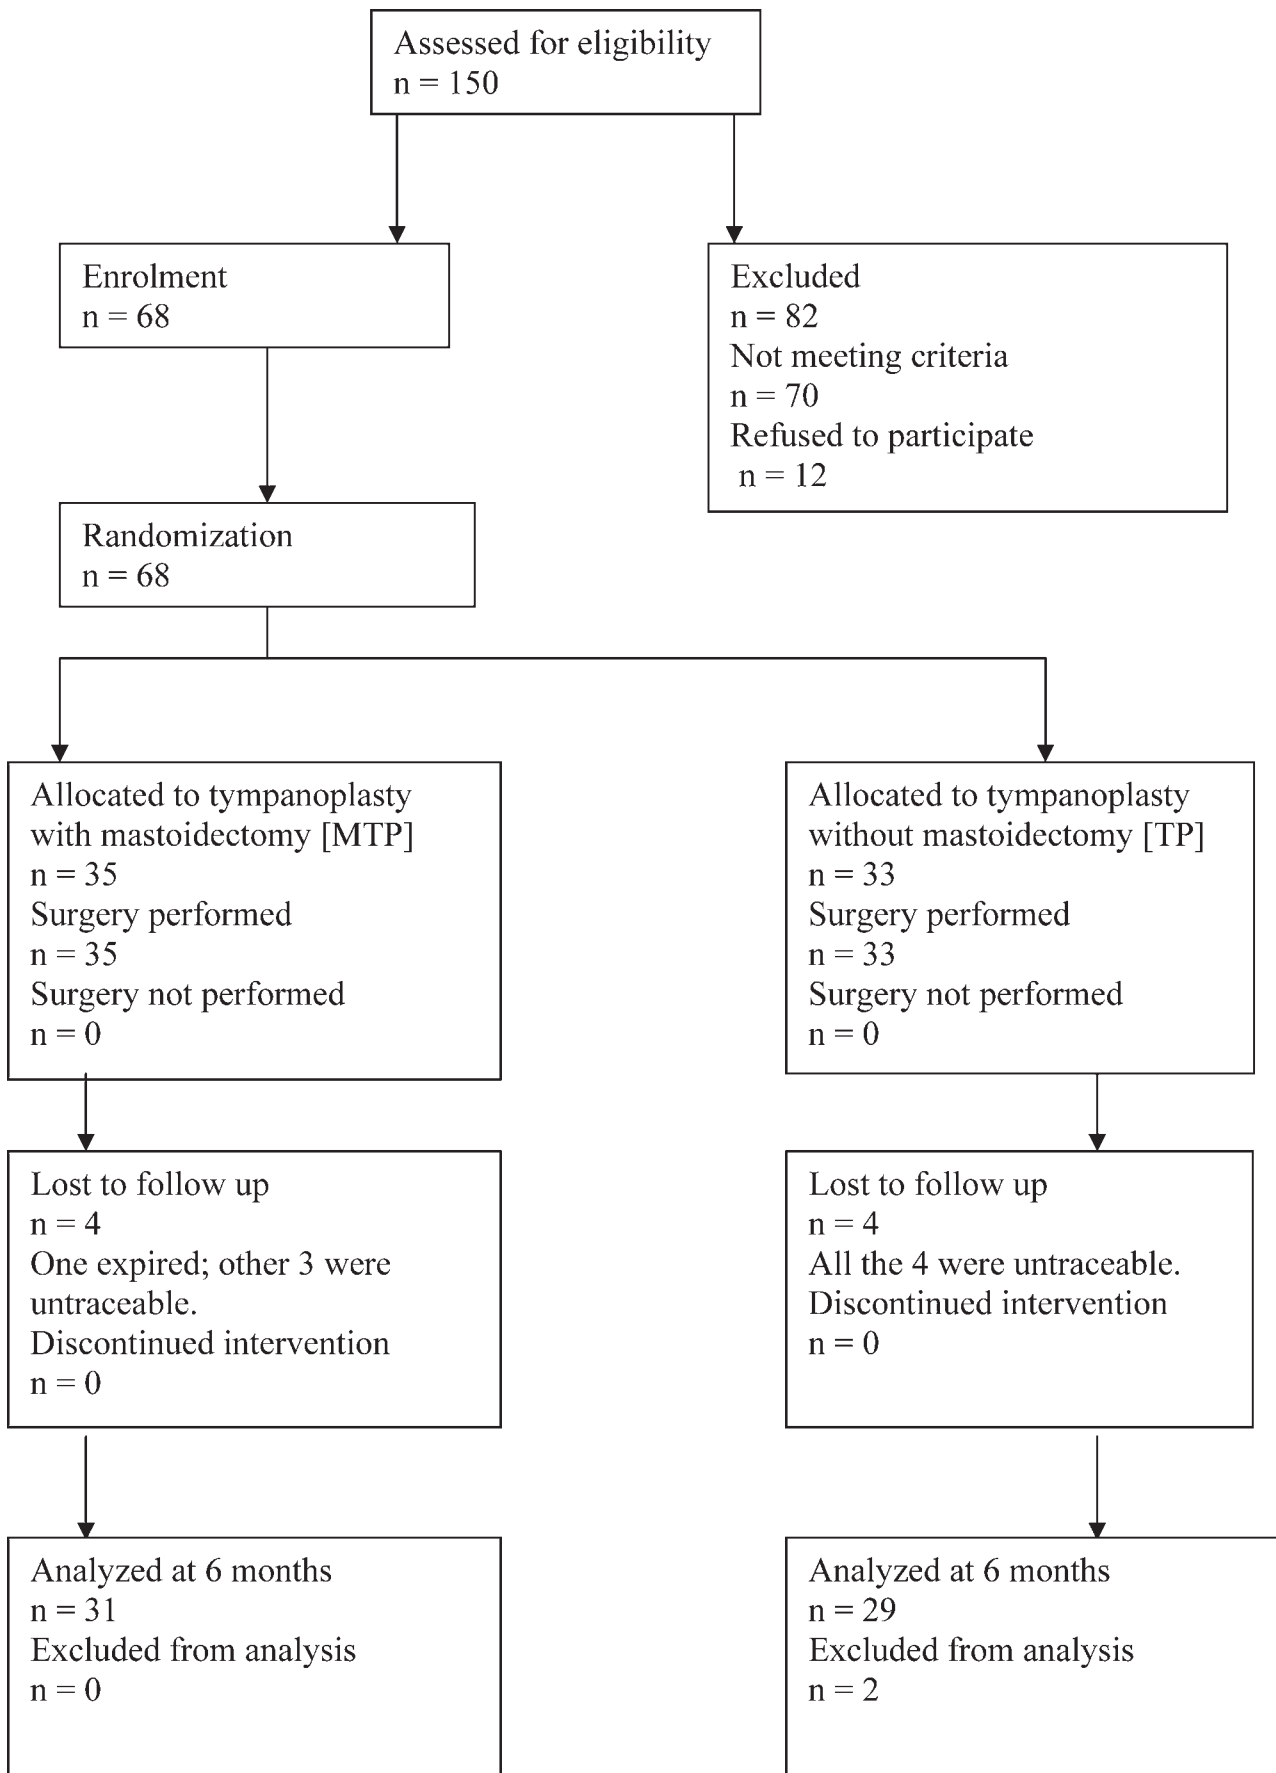 Assessed for eligibility
n = 150
Enrolment
n = 68
Excluded
n = 82
Not meeting criteria
n = 70
Refused to participate
n = 12
Randomization
n = 68
Allocated to tympanoplasty
with mastoidectomy [MTP]
n = 35
Surgery performed
n = 35
Surgery not performed
n = 0
Allocated to tympanoplasty
without mastoidectomy [TP]
n = 33
Surgery performed
n = 33
Surgery not performed
n = 0
Lost to follow up
n = 4
One expired; other 3 were
untraceable.
Discontinued intervention
n = 0
Lost to follow up
n = 4
All the 4 were untraceable.
Discontinued intervention
n = 0
Analyzed at 6 months
n = 31
Excluded from analysis
n = 0
Analyzed at 6 months
n = 29
Excluded from analysis
n = 2